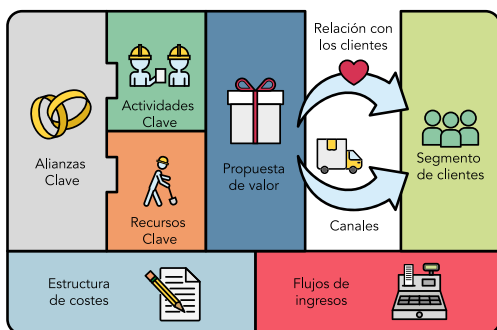 Relación con
los clientes
Actividades
Clave
Alianzas
Clave
Propuesta
de valor
Segmento
de clientes
Recursos
Clave
Canales
Estructura
de costes
Flujos de
ingresos